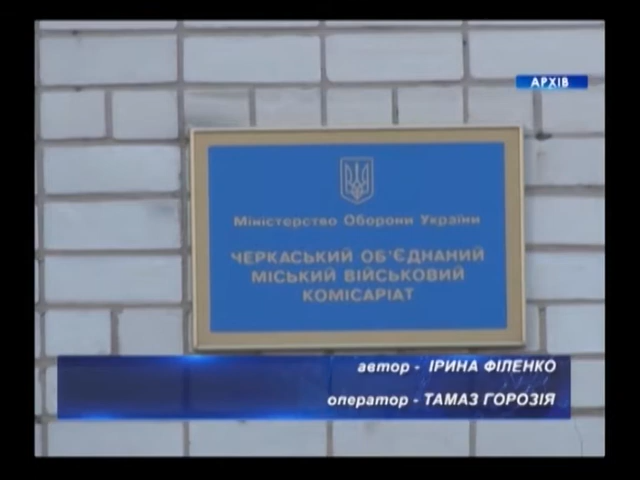 АРХІВ
Міністерство Оборони України
ЧЕРКАСЬКИЙ ОБ'ЄДНАНИЙ
МІСЬКИЙ ВІЙСЬКОВИЙ
КОМІСАРІАТ
автор - ІРИНА ФІЛЕНКО
оператор - ТАМАЗ ГОРОЗІЯ